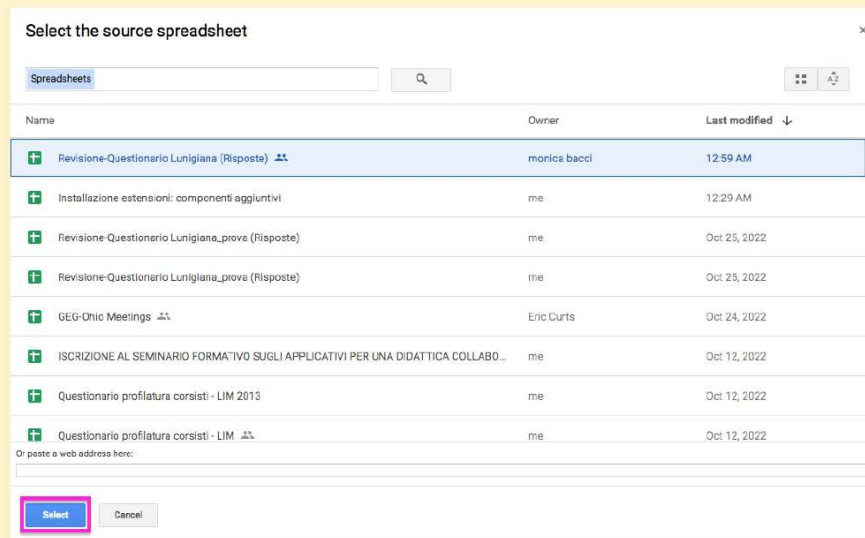 Select the source spreadsheet
Spreadsheets
Name Owner Last modified
Revisione-Questionario Lunigiana (Risposte) monica bacci 12:59 AM
Installazione estensioni: componenti aggiuntivi me 12:29 AM
Revisione-Questionario Lunigiana_prova (Risposte) me Oct 25, 2022
Revisione-Questionario Lunigiana_prova (Risposte) me Oct 25, 2022
GEG-Ohio Meetings Eric Curts Oct 24, 2022
ISCRIZIONE AL SEMINARIO FORMATIVO SUGLI APPLICATIVI PER UNA DIDATTICA COLLABO... me Oct 12, 2022
Questionario profilatura corsisti - LIM 2013 me Oct 12, 2022
Questionario profilatura corsisti - LIM me Oct 12, 2022
Or paste a web address here:
Select Cancel